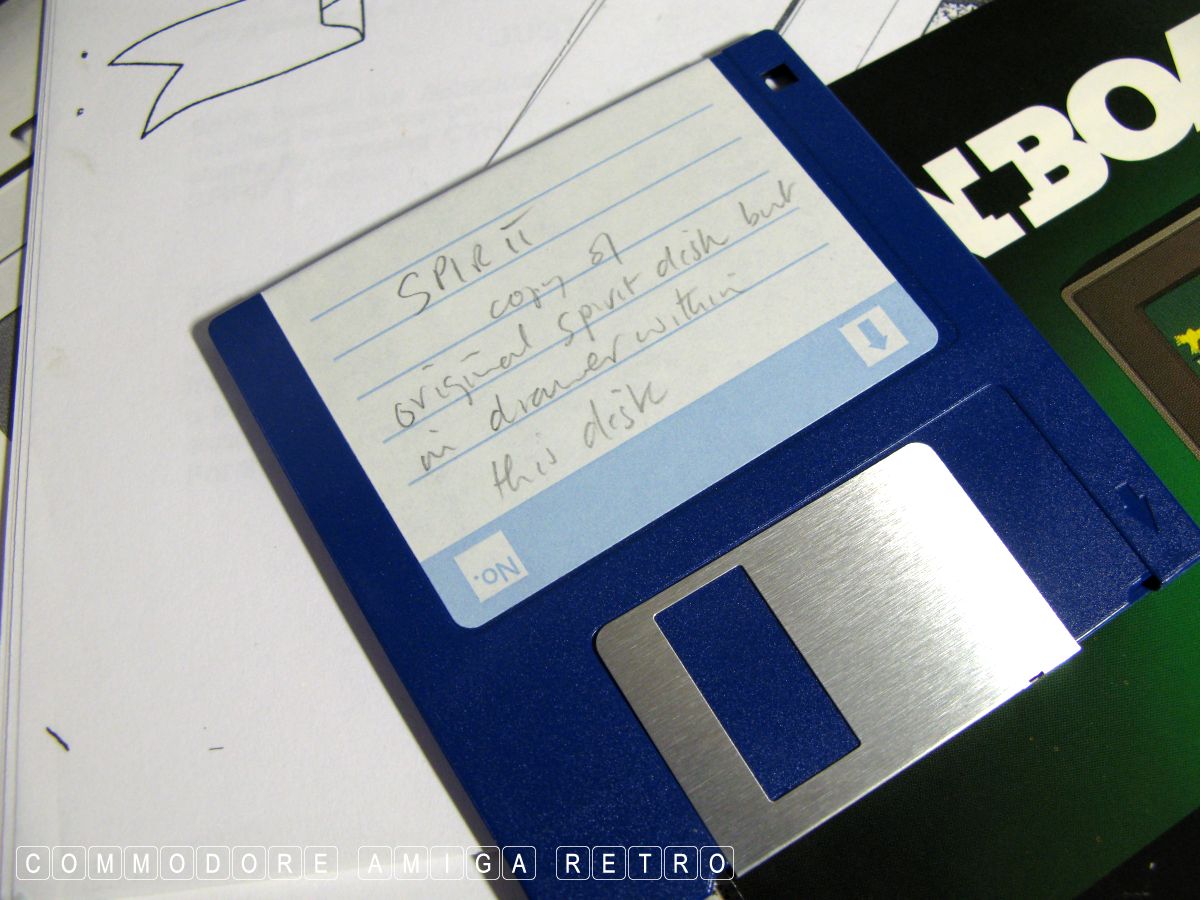 SPIRIT
copy of
original Spirit disk but
in drawer within
this disk
No.
COMMODORE AMIGA RETRO